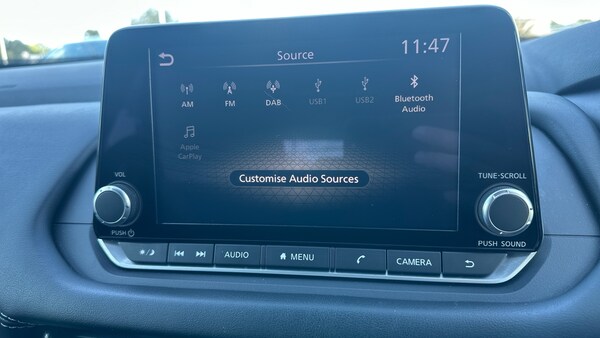 Source
11:47
AM
FM
DAB
USB1
USB2
Bluetooth
Audio
Apple
CarPlay
Customise Audio Sources
VOL
PUSH
TUNE·SCROLL
PUSH SOUND
AUDIO
MENU
CAMERA